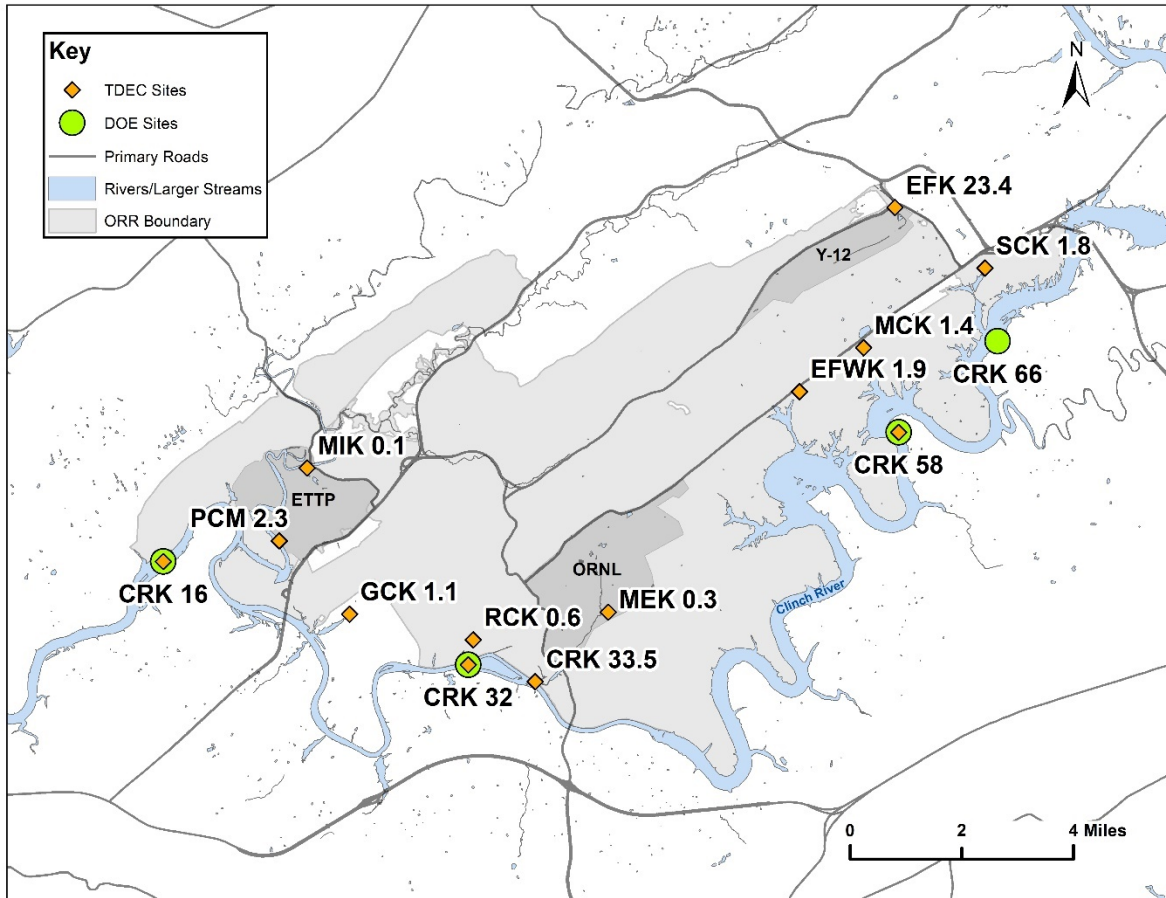 Key
TDEC Sites
DOE Sites
Primary Roads
Rivers/Larger Streams
ORR Boundary
N
EFK 23.4
Y-12
SCK 1.8
MCK 1.4
CRK 66
EFWK 1.9
CRK 58
MIK 0.1
ETTP
PCM 2.3
CRK 16
GCK 1.1
ORNL
MEK 0.3
RCK 0.6
Clinch River
CRK 33.5
CRK 32
0 2 4 Miles